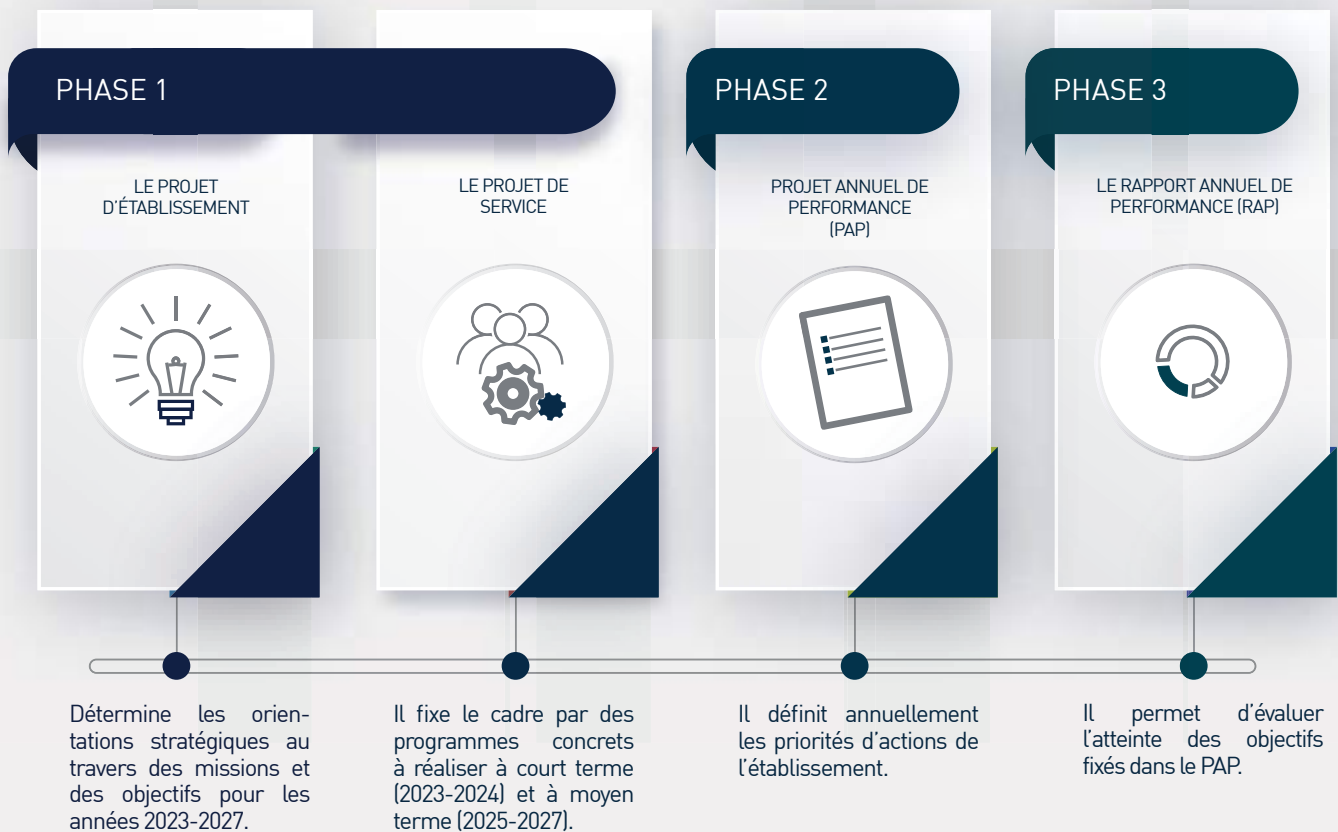 PHASE 1
LE PROJET
D'ÉTABLISSEMENT
Détermine les orien-
tations stratégiques au
travers des missions et
des objectifs pour les
années 2023-2027.
LE PROJET DE
SERVICE
Il fixe le cadre par des
programmes concrets
à réaliser à court terme
(2023-2024) et à moyen
terme (2025-2027).
PHASE 2
PROJET ANNUEL DE
PERFORMANCE
(PAP)
Il définit annuellement
les priorités d'actions de
l'établissement.
PHASE 3
LE RAPPORT ANNUEL DE
PERFORMANCE (RAP)
Il permet d'évaluer
l'atteinte des objectifs
fixés dans le PAP.